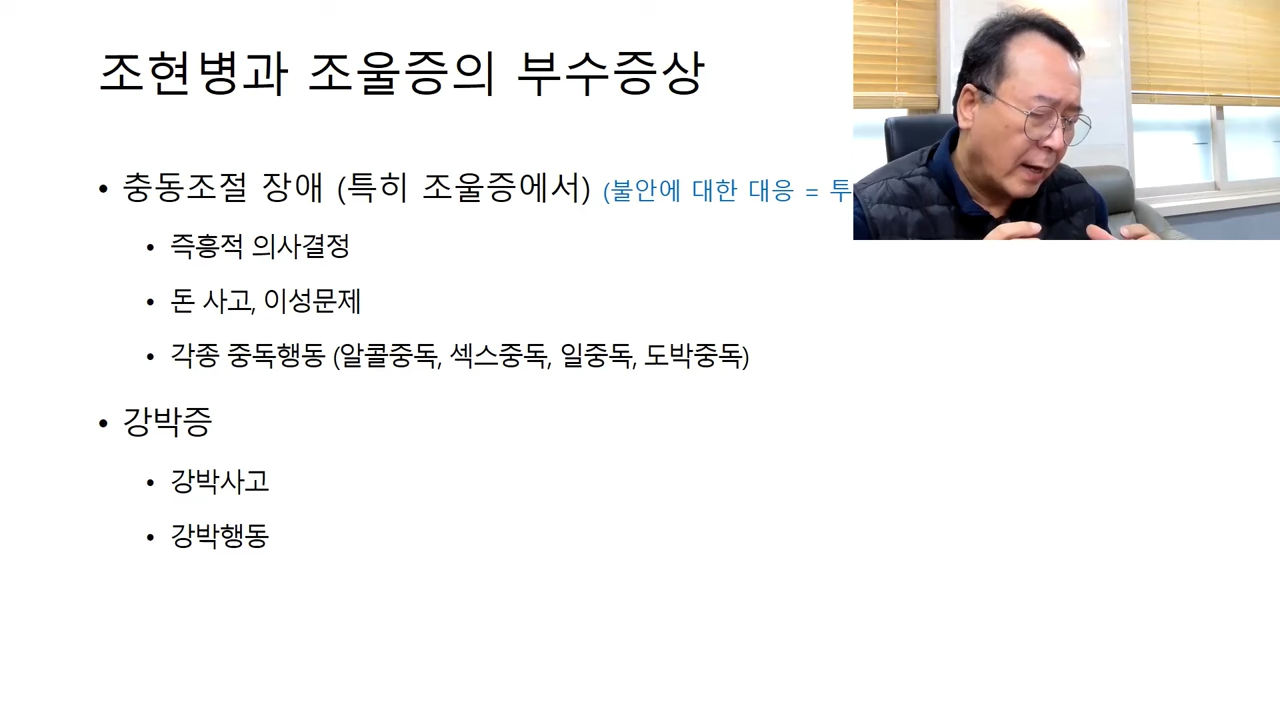 조현병과 조울증의 부수증상
• 충동조절 장애 (특히 조울증에서) (불안에 대한 대응 = 투
• 즉흥적 의사결정
• 돈 사고, 이성문제
• 각종 중독행동 (알콜중독, 섹스중독, 일중독, 도박중독)
• 강박증
• 강박사고
• 강박행동